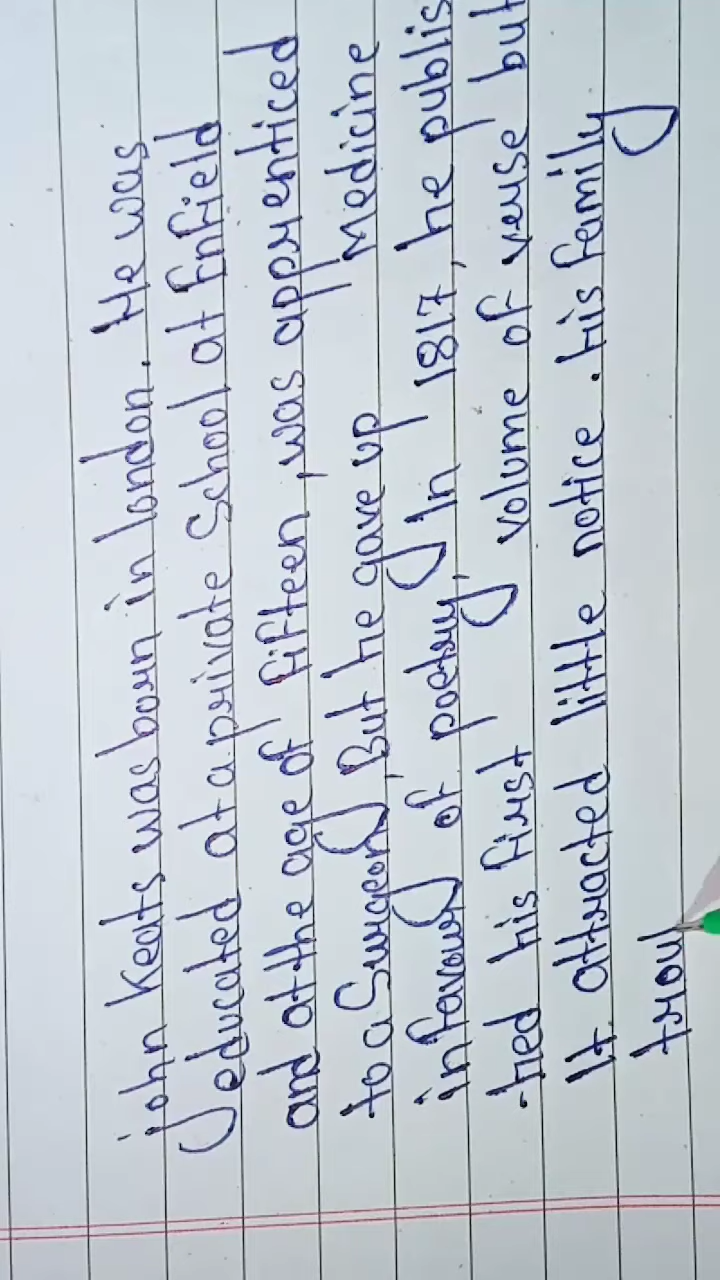 john Keats was born in london. He was
educated at a private School at Enfield
and at the age of fifteen, was apprenticed
to a Surgeon. But he gave up Medicine
in favour of poetry. In 1817, he publis
-hed his first volume of verse but
It attracted little notice. his family